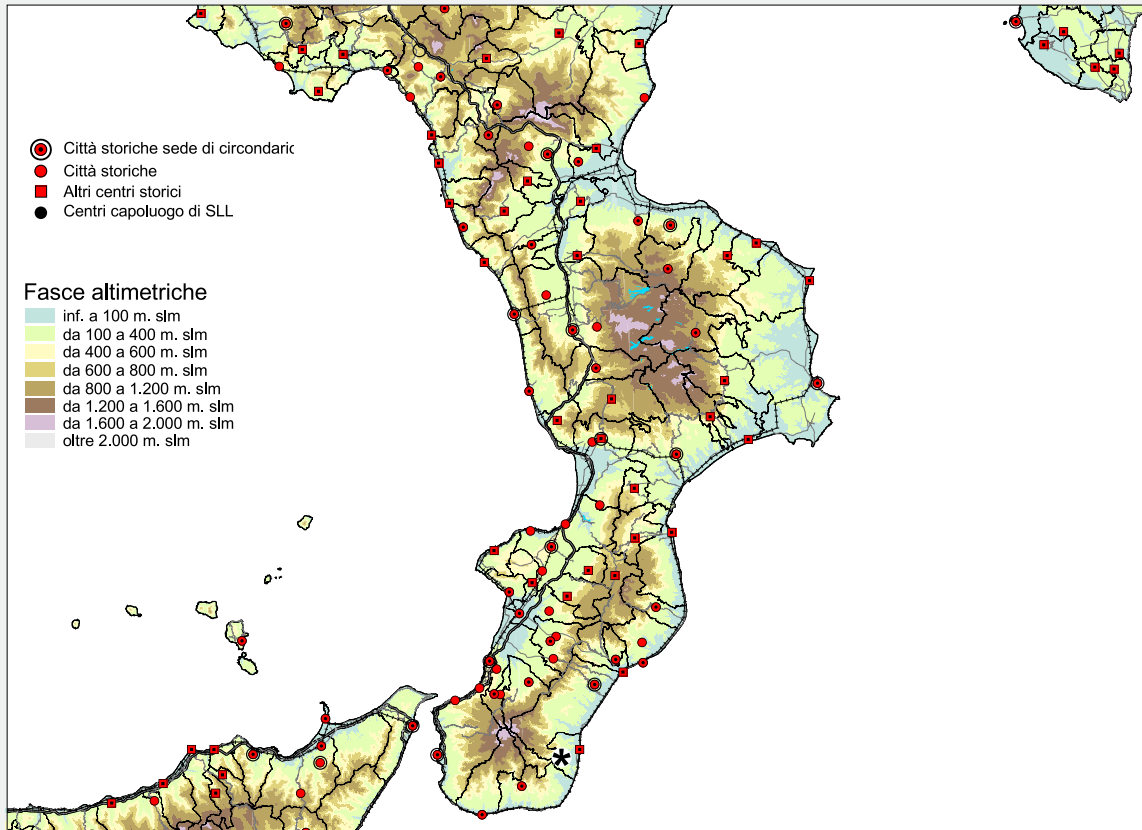 Città storiche sede di circondaric
Città storiche
Altri centri storici
Centri capoluogo di SLL
Fasce altimetriche
inf. a 100 m. slm
da 100 a 400 m. slm
da 400 a 600 m. slm
da 600 a 800 m. slm
da 800 a 1.200 m. slm
da 1.200 a 1.600 m. slm
da 1.600 a 2.000 m. slm
oltre 2.000 m. slm
*